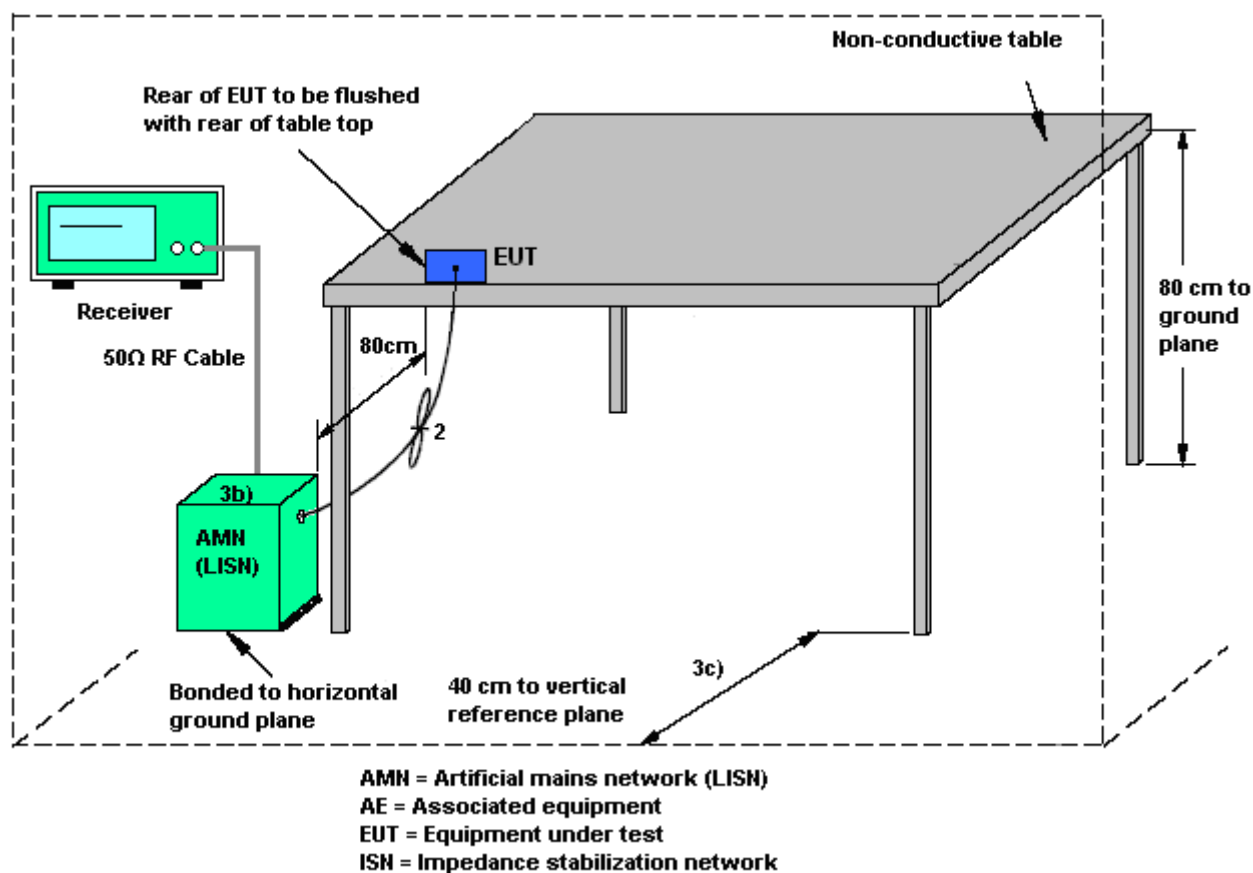 Non-conductive table
Rear of EUT to be flushed
with rear of table top
EUT
Receiver
50Ω RF Cable
80cm
80 cm to
ground
plane
2
3b)
AMN
(LISN)
3c)
Bonded to horizontal
ground plane
40 cm to vertical
reference plane
AMN = Artificial mains network (LISN)
AE = Associated equipment
EUT = Equipment under test
ISN = Impedance stabilization network